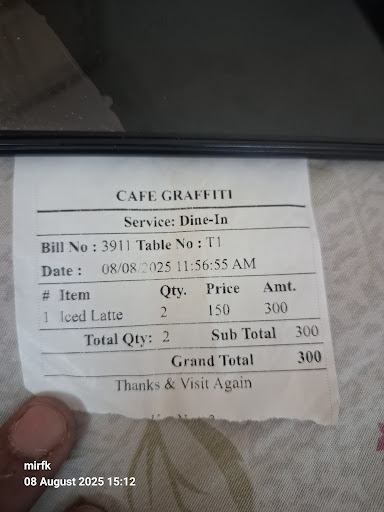 CAFE GRAFFITI
Service: Dine-In
Bill No : 3911 Table No : T1
Date : 08/08/2025 11:56:55 AM
# Item Qty. Price Amt.
1 Iced Latte 2 150 300
Total Qty: 2 Sub Total 300
Grand Total 300
Thanks & Visit Again
mirfk
08 August 2025 15:12